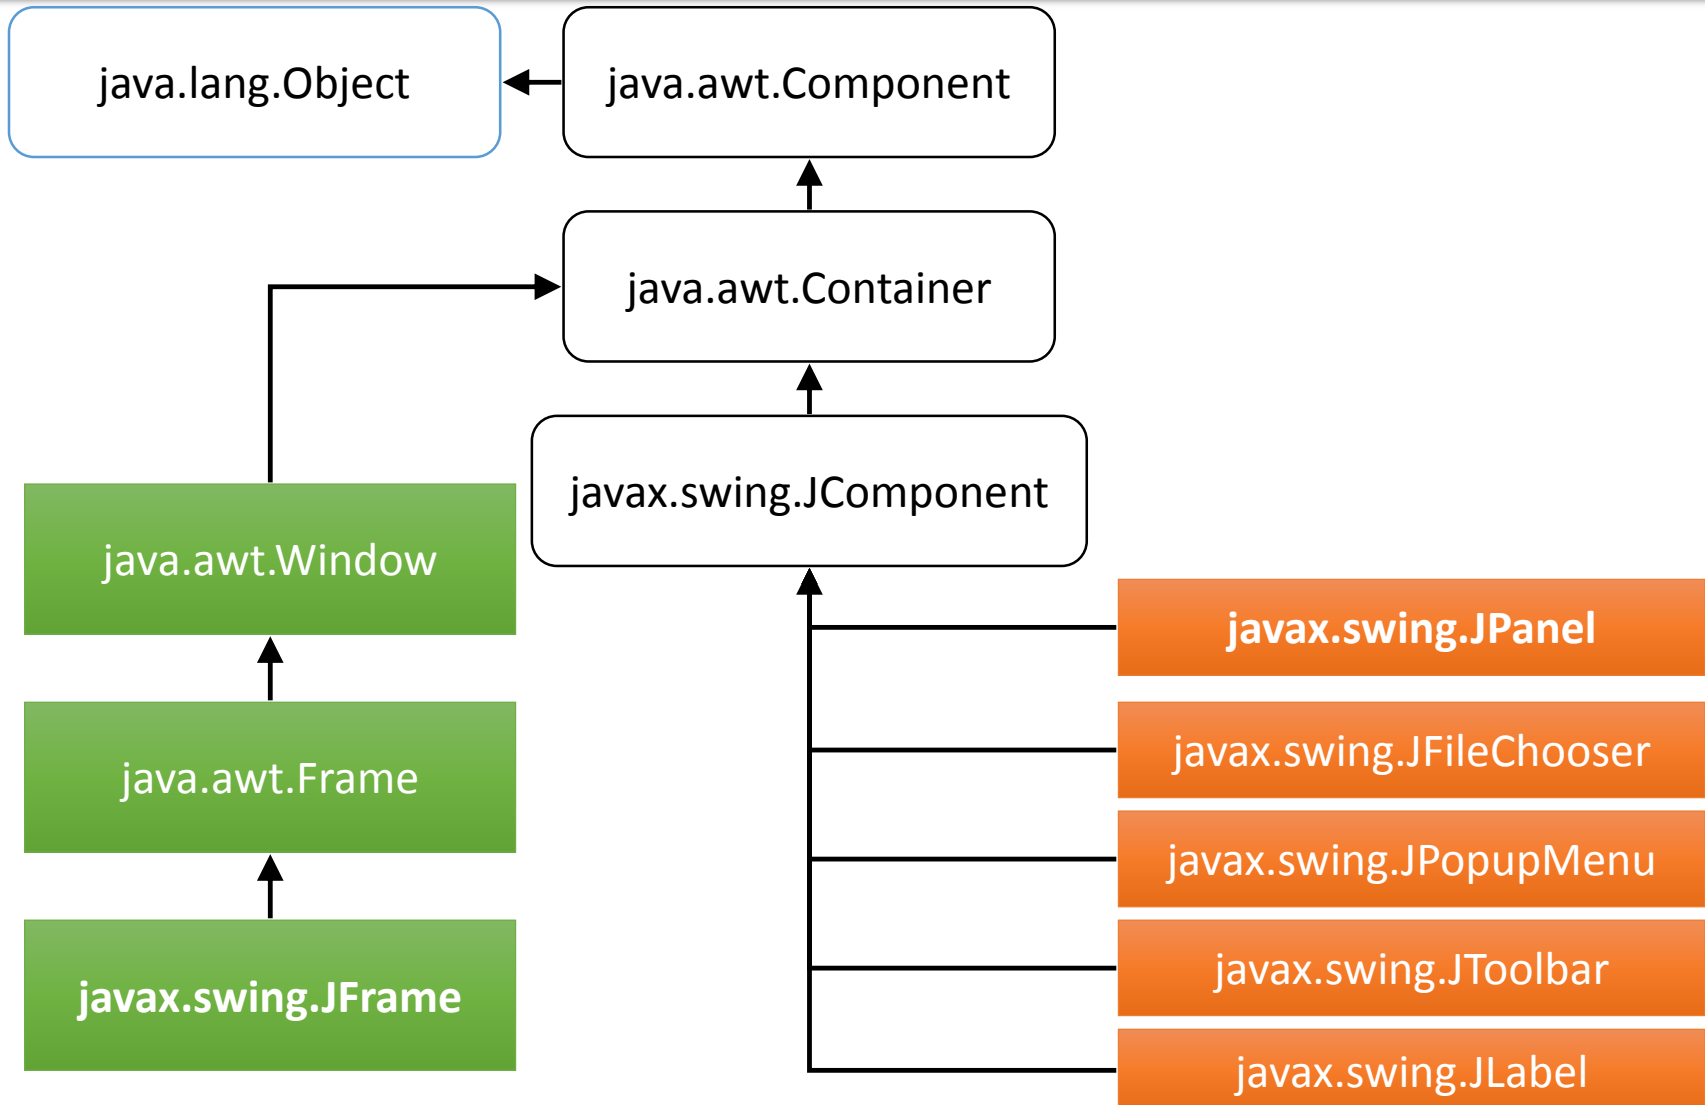 java.lang.Object
java.awt.Component
java.awt.Container
javax.swing.JComponent
java.awt.Window
java.awt.Frame
javax.swing.JFrame
javax.swing.JPanel
javax.swing.JFileChooser
javax.swing.JPopupMenu
javax.swing.JToolbar
javax.swing.JLabel